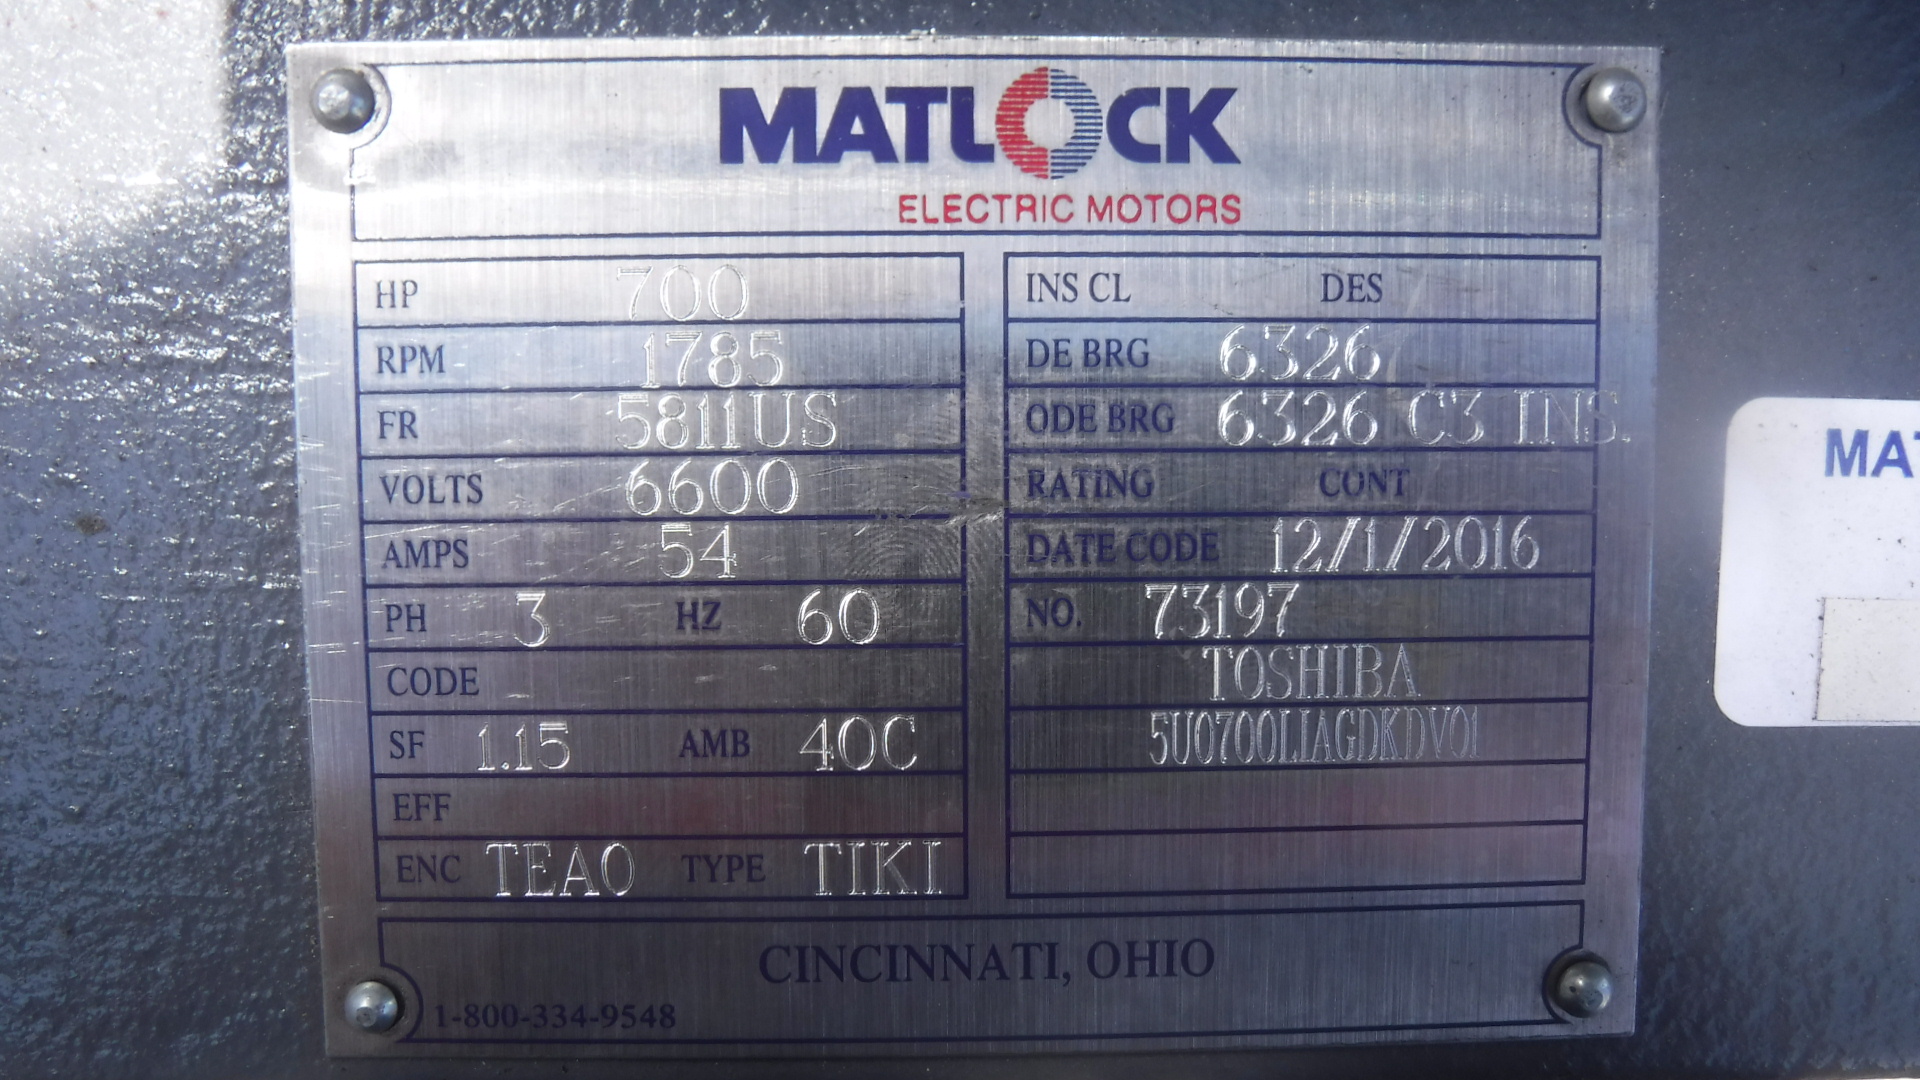 MATLOCK
ELECTRIC MOTORS
HP 700
RPM 1785
FR 5811US
VOLTS 6600
AMPS 54
PH 3 HZ 60
CODE
SF 1.15 AMB 40C
EFF
ENC TEAO TYPE TIKI
INS CL DES
DE BRG 6326
ODE BRG 6326 C3 INS.
RATING CONT
DATE CODE 12/1/2016
NO. 73197
TOSHIBA
5U0700LIAGDKDV01
CINCINNATI, OHIO
1-800-334-9548
MAT